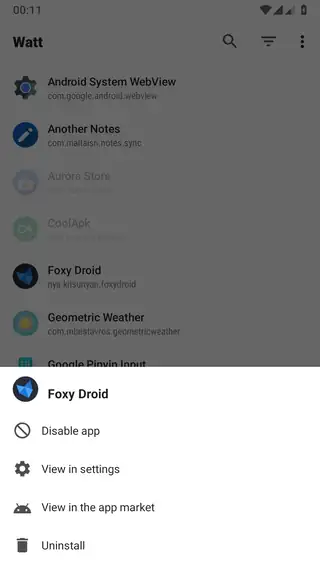 00:11
Watt
Android System WebView
com.google.android.webview
Another Notes
com.maltaisn.notes.sync
Aurora Store
CoolApk
Foxy Droid
nya.kitsunyan.foxydroid
Geometric Weather
com.mbestavros.geometricweather
Google Pinyin Input
Foxy Droid
Disable app
View in settings
View in the app market
Uninstall